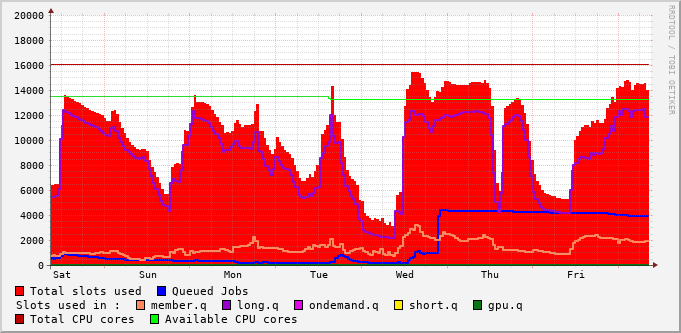 20000
18000
16000
14000
12000
10000
8000
6000
4000
2000
0
Sat Sun Mon Tue Wed Thu Fri
RRDTOOL / TOBI OETIKER
Total slots used Queued Jobs
Slots used in : member.q long.q ondemand.q short.q gpu.q
Total CPU cores Available CPU cores